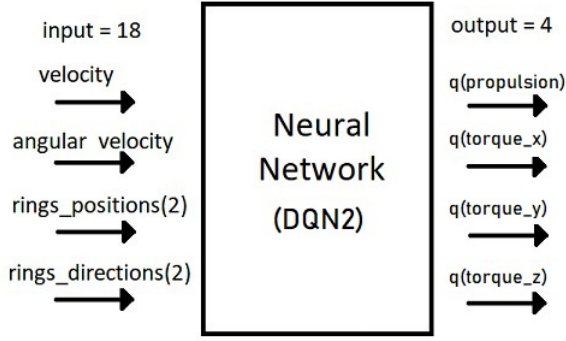 input = 18
velocity
angular velocity
rings_positions(2)
rings_directions(2)
Neural
Network
(DQN2)
output = 4
q(propulsion)
q(torque_x)
q(torque_y)
q(torque_z)